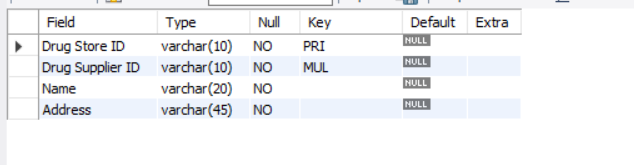 Field Type Null Key Default Extra
Drug Store ID varchar(10) NO PRI NULL
Drug Supplier ID varchar(10) NO MUL NULL
Name varchar(20) NO NULL
Address varchar(45) NO NULL